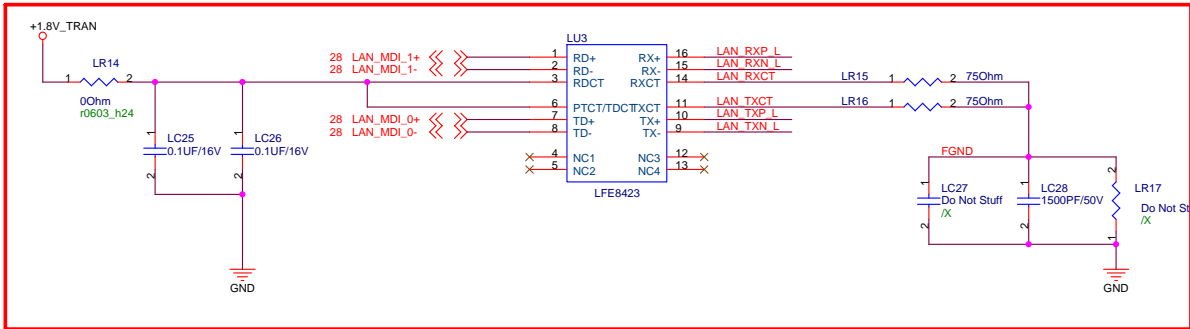 +1.8V_TRAN
LR14
1 2
0Ohm
r0603_h24
1
LC25
0.1UF/16V
2
1
LC26
0.1UF/16V
2
GND
28 LAN_MDI_1+
28 LAN_MDI_1-
28 LAN_MDI_0+
28 LAN_MDI_0-
LU3
1 RD+ RX+ 16 LAN_RXP_L
2 RD- RX- 15 LAN_RXN_L
3 RDCT RXCT 14 LAN_RXCT
6 PTCT/TDCT TXCT 11 LAN_TXCT
7 TD+ TX+ 10 LAN_TXP_L
8 TD- TX- 9 LAN_TXN_L
4 NC1 NC3 12
5 NC2 NC4 13
LFE8423
LR15 1 2 75Ohm
LR16 1 2 75Ohm
FGND
1
LC27
Do Not Stuff
/X
2
1
LC28
1500PF/50V
2
2
LR17
Do Not St
/X
1
GND